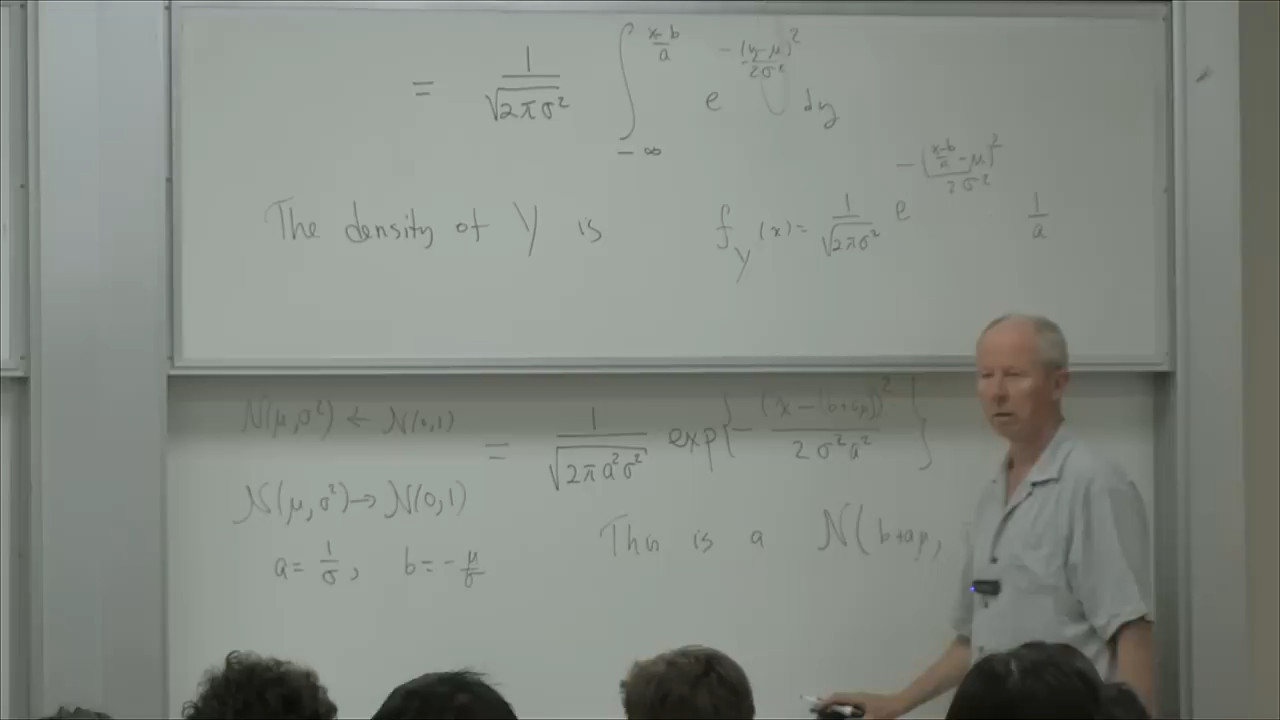 = 1/√(2πσ²) ∫_{-∞}^{(x-b)/a} e^{-(y-μ)²/2σ²} dy
The density of Y is f_Y(x) = 1/√(2πσ²) e^{-((x-b)/a - μ)²/2σ²} 1/a
N(μ,σ²) ← N(0,1)
= 1/√(2πa²σ²) exp{-(x-(b+aμ))²/2σ²a²}
N(μ,σ²) → N(0,1)
This is a N(b+aμ,
a = 1/σ, b = -μ/σ